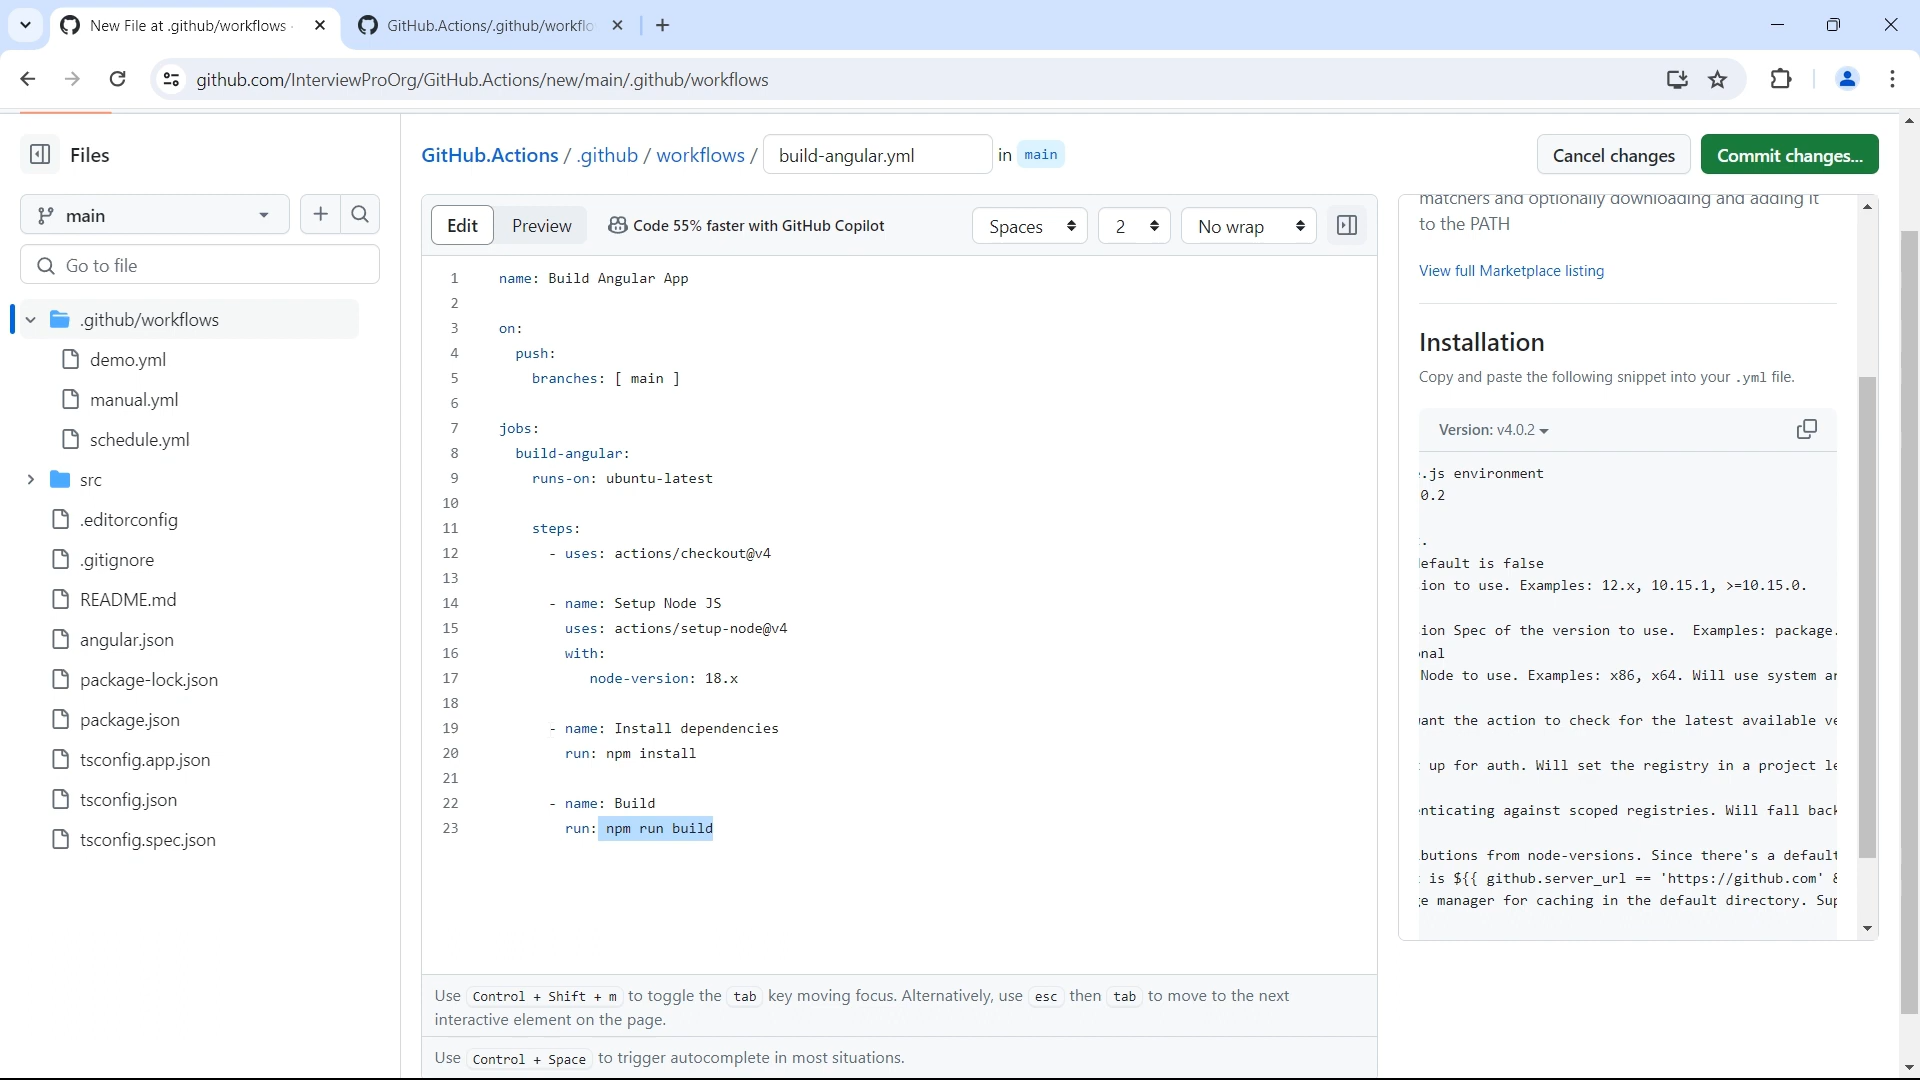 New File at .github/workflows
GitHub.Actions/.github/workflo
github.com/InterviewProOrg/GitHub.Actions/new/main/.github/workflows
Files
GitHub.Actions / .github / workflows / build-angular.yml in main
Cancel changes
Commit changes...
main
Go to file
.github/workflows
demo.yml
manual.yml
schedule.yml
src
.editorconfig
.gitignore
README.md
angular.json
package-lock.json
package.json
tsconfig.app.json
tsconfig.json
tsconfig.spec.json
Edit
Preview
Code 55% faster with GitHub Copilot
Spaces
2
No wrap
1 name: Build Angular App
2
3 on:
4 push:
5 branches: [ main ]
6
7 jobs:
8 build-angular:
9 runs-on: ubuntu-latest
10
11 steps:
12 - uses: actions/checkout@v4
13
14 - name: Setup Node JS
15 uses: actions/setup-node@v4
16 with:
17 node-version: 18.x
18
19 - name: Install dependencies
20 run: npm install
21
22 - name: Build
23 run: npm run build
Use Control + Shift + m to toggle the tab key moving focus. Alternatively, use esc then tab to move to the next
interactive element on the page.
Use Control + Space to trigger autocomplete in most situations.
matchers and optionally downloading and adding it
to the PATH
View full Marketplace listing
Installation
Copy and paste the following snippet into your .yml file.
Version: v4.0.2
.js environment
0.2
.
default is false
ion to use. Examples: 12.x, 10.15.1, >=10.15.0.
ion Spec of the version to use. Examples: package.
nal
Node to use. Examples: x86, x64. Will use system ar
want the action to check for the latest available ve
up for auth. Will set the registry in a project le
nticating against scoped registries. Will fall back
butions from node-versions. Since there's a default
is ${{ github.server_url == 'https://github.com' &
e manager for caching in the default directory. Sup